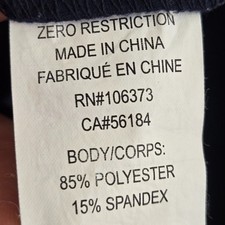 ZERO RESTRICTION
MADE IN CHINA
FABRIQUÉ EN CHINE
RN#106373
CA#56184
BODY/CORPS:
85% POLYESTER
15% SPANDEX